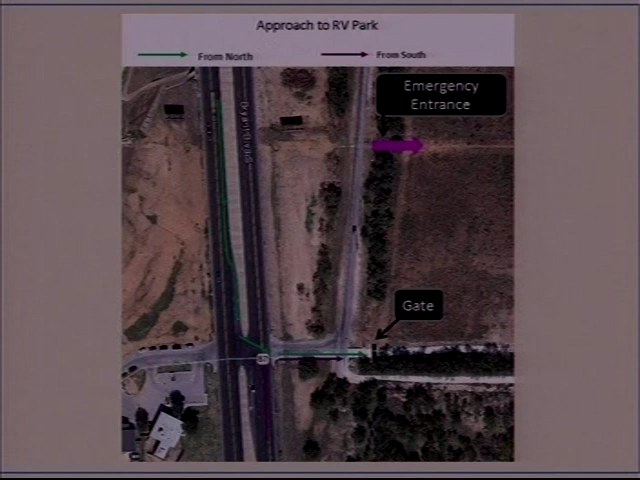 Approach to RV Park
From North
From South
Emergency
Entrance
Gate